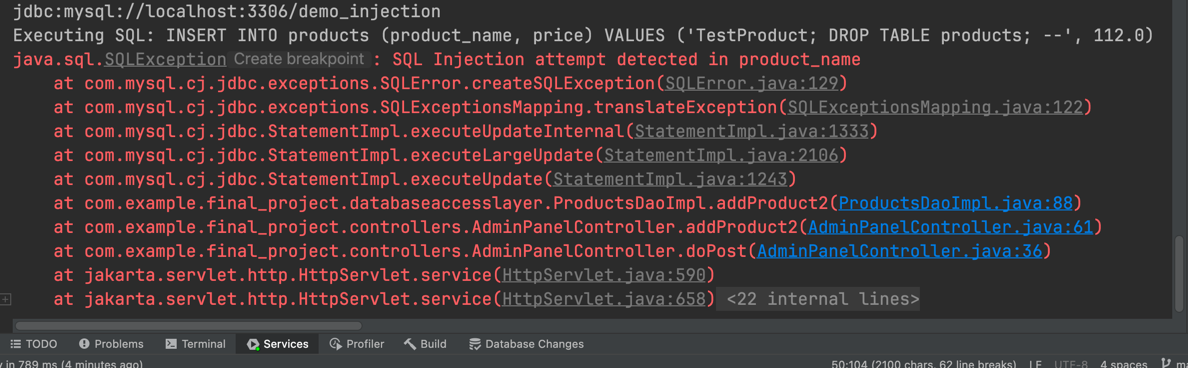 jdbc:mysql://localhost:3306/demo_injection
Executing SQL: INSERT INTO products (product_name, price) VALUES ('TestProduct; DROP TABLE products; --', 112.0)
java.sql.SQLException Create breakpoint : SQL Injection attempt detected in product_name
at com.mysql.cj.jdbc.exceptions.SQLError.createSQLException(SQLError.java:129)
at com.mysql.cj.jdbc.exceptions.SQLExceptionsMapping.translateException(SQLExceptionsMapping.java:122)
at com.mysql.cj.jdbc.StatementImpl.executeUpdateInternal(StatementImpl.java:1333)
at com.mysql.cj.jdbc.StatementImpl.executeLargeUpdate(StatementImpl.java:2106)
at com.mysql.cj.jdbc.StatementImpl.executeUpdate(StatementImpl.java:1243)
at com.example.final_project.databaseaccesslayer.ProductsDaoImpl.addProduct2(ProductsDaoImpl.java:88)
at com.example.final_project.controllers.AdminPanelController.addProduct2(AdminPanelController.java:61)
at com.example.final_project.controllers.AdminPanelController.doPost(AdminPanelController.java:36)
at jakarta.servlet.http.HttpServlet.service(HttpServlet.java:590)
at jakarta.servlet.http.HttpServlet.service(HttpServlet.java:658) <22 internal lines>
TODO Problems Terminal Services Profiler Build Database Changes
y in 789 ms (4 minutes ago) 50:104 (2100 chars, 62 line breaks) LF UTF-8 4 spaces